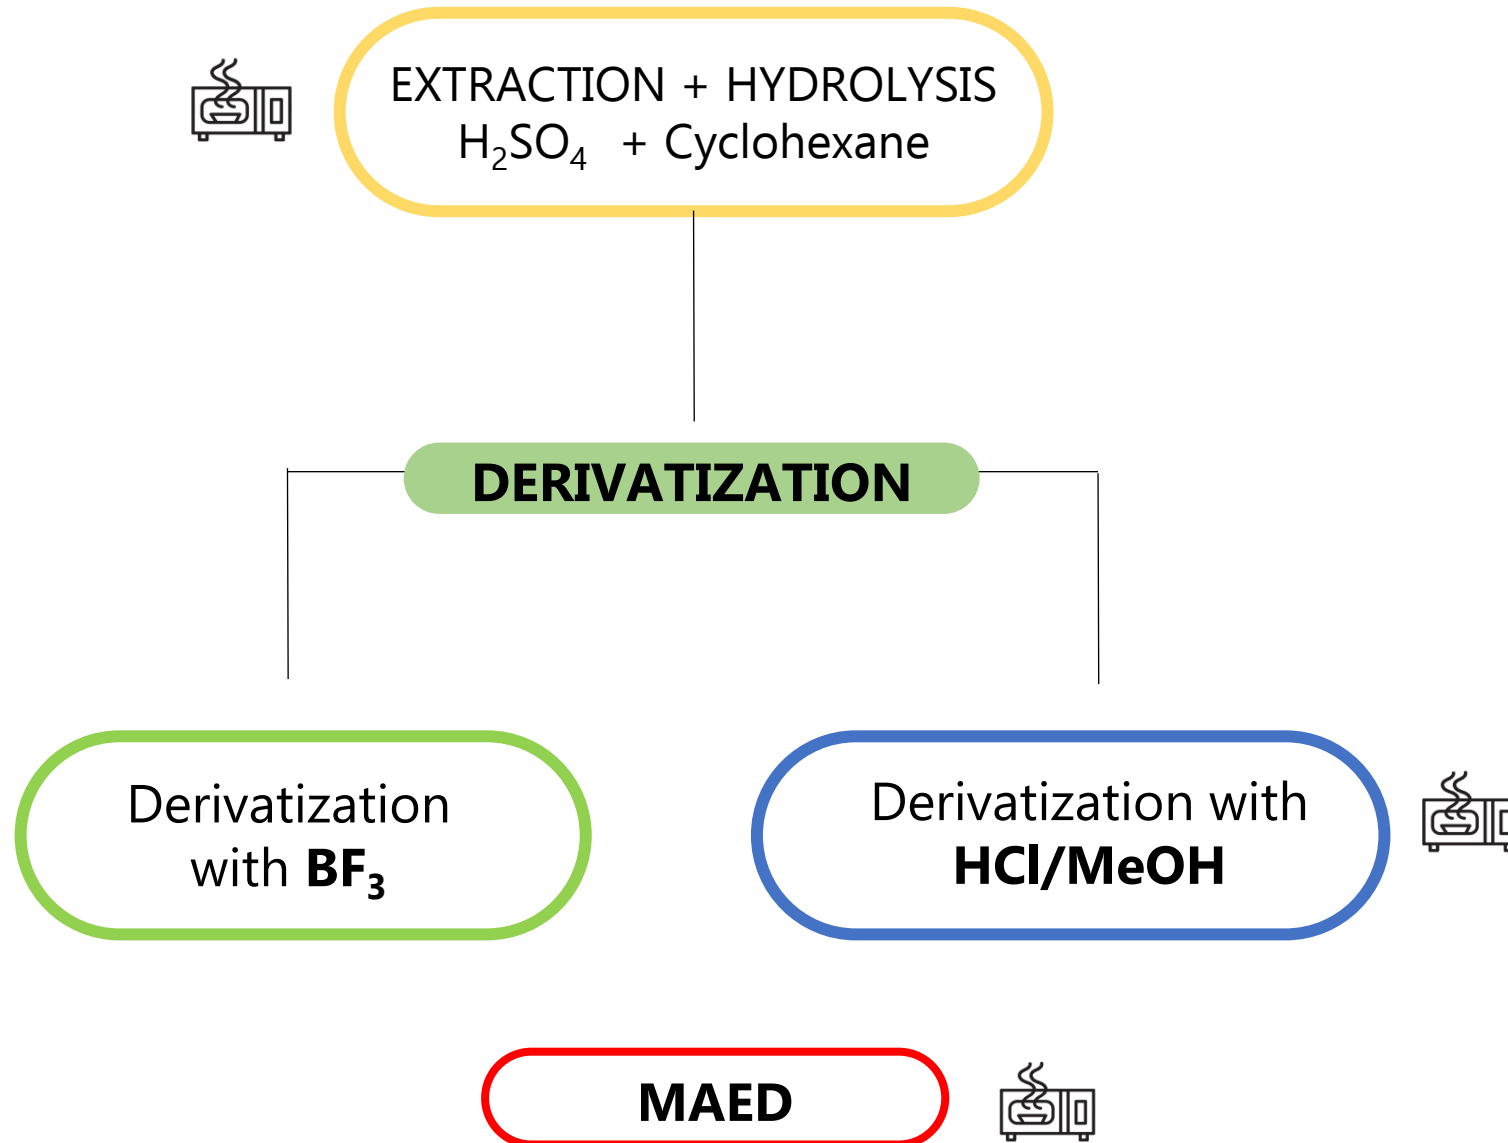 EXTRACTION + HYDROLYSIS
H₂SO₄ + Cyclohexane
DERIVATIZATION
Derivatization
with BF₃
Derivatization with
HCl/MeOH
MAED